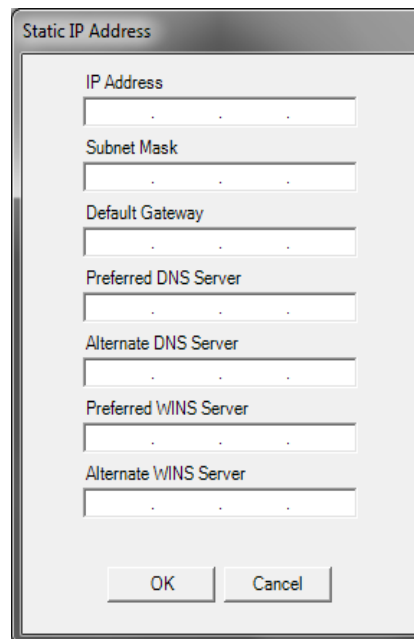 Static IP Address
IP Address
. . .
Subnet Mask
. . .
Default Gateway
. . .
Preferred DNS Server
. . .
Alternate DNS Server
. . .
Preferred WINS Server
. . .
Alternate WINS Server
. . .
OK Cancel